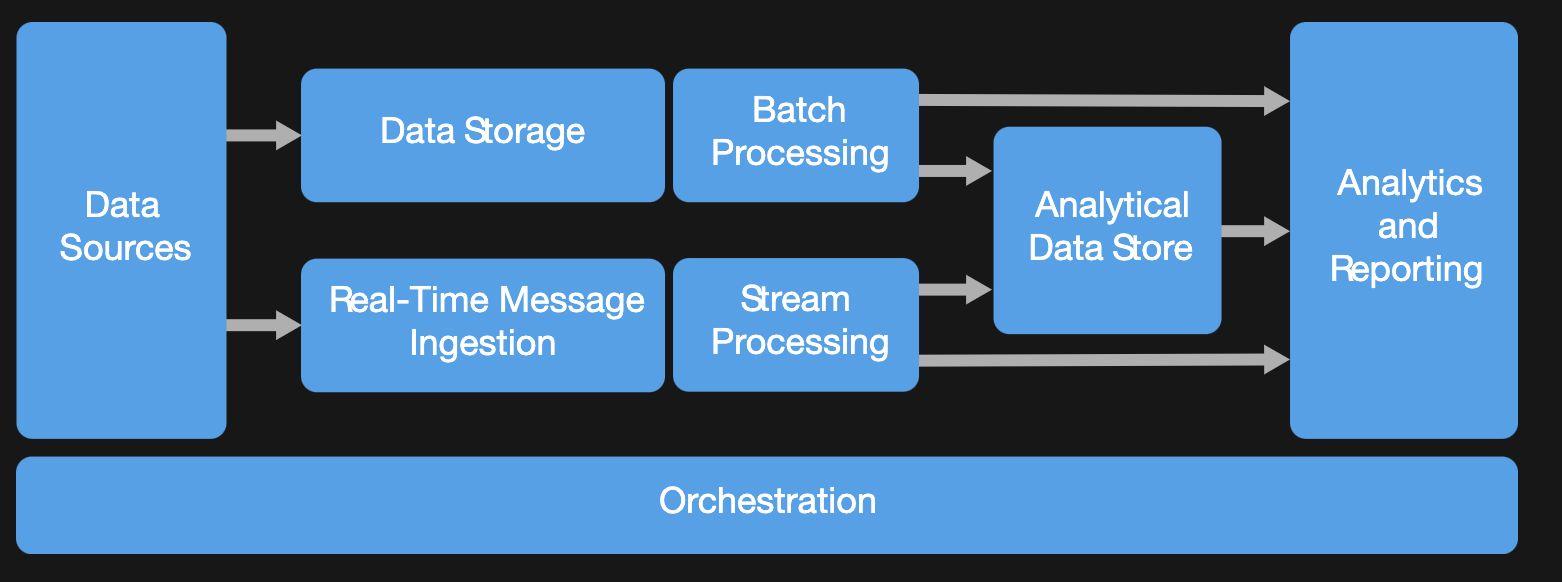 Data
Sources
Data Storage
Batch
Processing
Real-Time Message
Ingestion
Stream
Processing
Analytical
Data Store
Analytics
and
Reporting
Orchestration